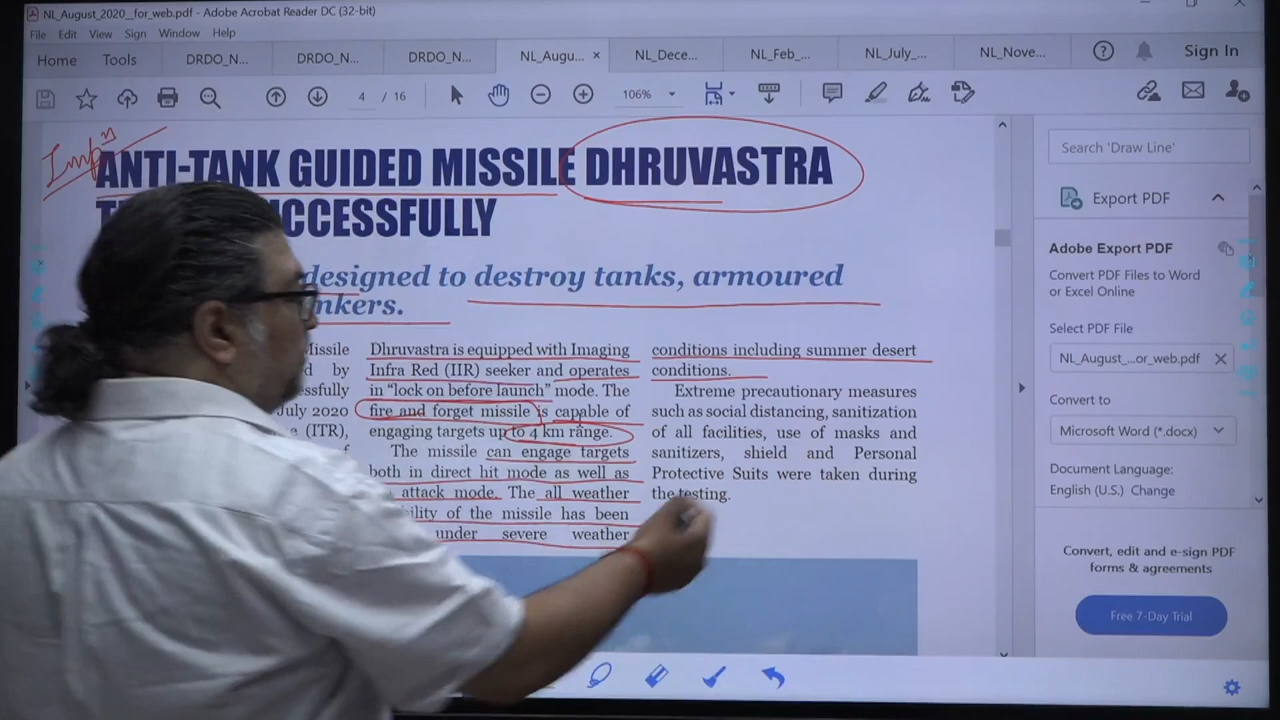 NL_August_2020__for_web.pdf - Adobe Acrobat Reader DC (32-bit)
File Edit View Sign Window Help
Home Tools DRDO_N... DRDO_N... DRDO_N... NL_Augu... × NL_Dece... NL_Feb_... NL_July_... NL_Nove... Sign In
4 / 16 106%
Impn
ANTI-TANK GUIDED MISSILE DHRUVASTRA
CCESSFULLY
designed to destroy tanks, armoured
nkers.
Missile
d by
ssfully
July 2020
(ITR),
Dhruvastra is equipped with Imaging
Infra Red (IIR) seeker and operates
in “lock on before launch” mode. The
fire and forget missile is capable of
engaging targets up to 4 km range.
The missile can engage targets
both in direct hit mode as well as
attack mode. The all weather
bility of the missile has been
under severe weather
conditions including summer desert
conditions.
Extreme precautionary measures
such as social distancing, sanitization
of all facilities, use of masks and
sanitizers, shield and Personal
Protective Suits were taken during
the testing.
Search 'Draw Line'
Export PDF
Adobe Export PDF
Convert PDF Files to Word
or Excel Online
Select PDF File
NL_August_...or_web.pdf ×
Convert to
Microsoft Word (*.docx)
Document Language:
English (U.S.) Change
Convert, edit and e-sign PDF
forms & agreements
Free 7-Day Trial